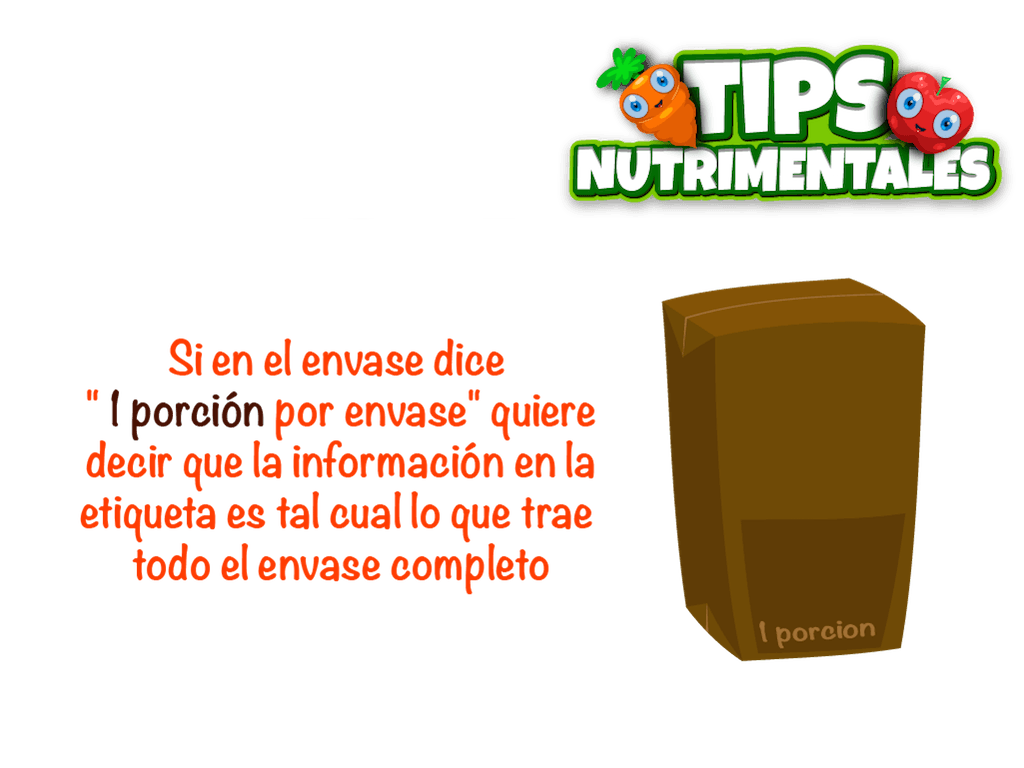 TIPS
NUTRIMENTALES
Si en el envase dice
" 1 porción por envase" quiere
decir que la información en la
etiqueta es tal cual lo que trae
todo el envase completo
1 porcion